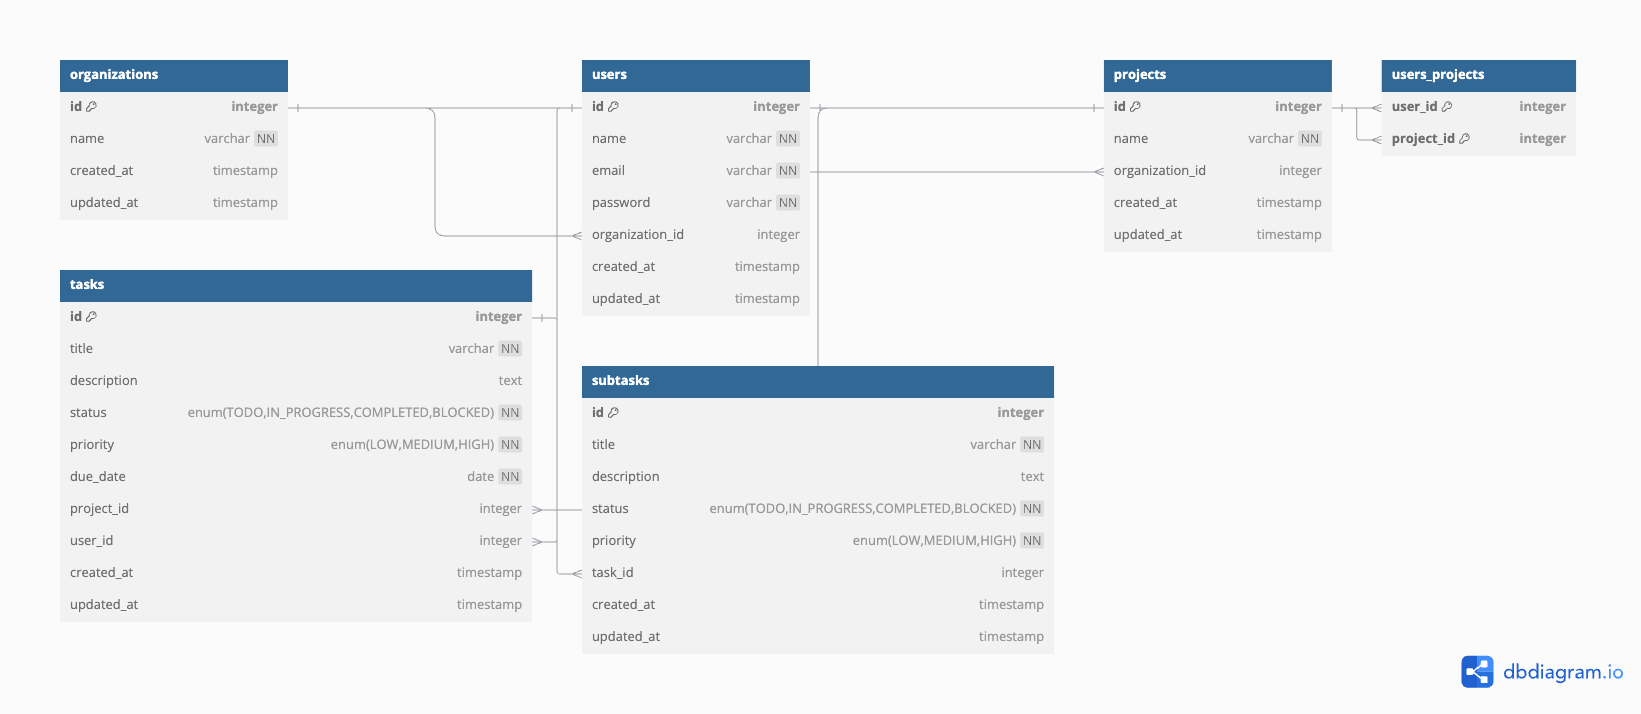 organizations
id integer
name varchar NN
created_at timestamp
updated_at timestamp
users
id integer
name varchar NN
email varchar NN
password varchar NN
organization_id integer
created_at timestamp
updated_at timestamp
projects
id integer
name varchar NN
organization_id integer
created_at timestamp
updated_at timestamp
users_projects
user_id integer
project_id integer
tasks
id integer
title varchar NN
description text
status enum(TODO,IN_PROGRESS,COMPLETED,BLOCKED) NN
priority enum(LOW,MEDIUM,HIGH) NN
due_date date NN
project_id integer
user_id integer
created_at timestamp
updated_at timestamp
subtasks
id integer
title varchar NN
description text
status enum(TODO,IN_PROGRESS,COMPLETED,BLOCKED) NN
priority enum(LOW,MEDIUM,HIGH) NN
task_id integer
created_at timestamp
updated_at timestamp
dbdiagram.io